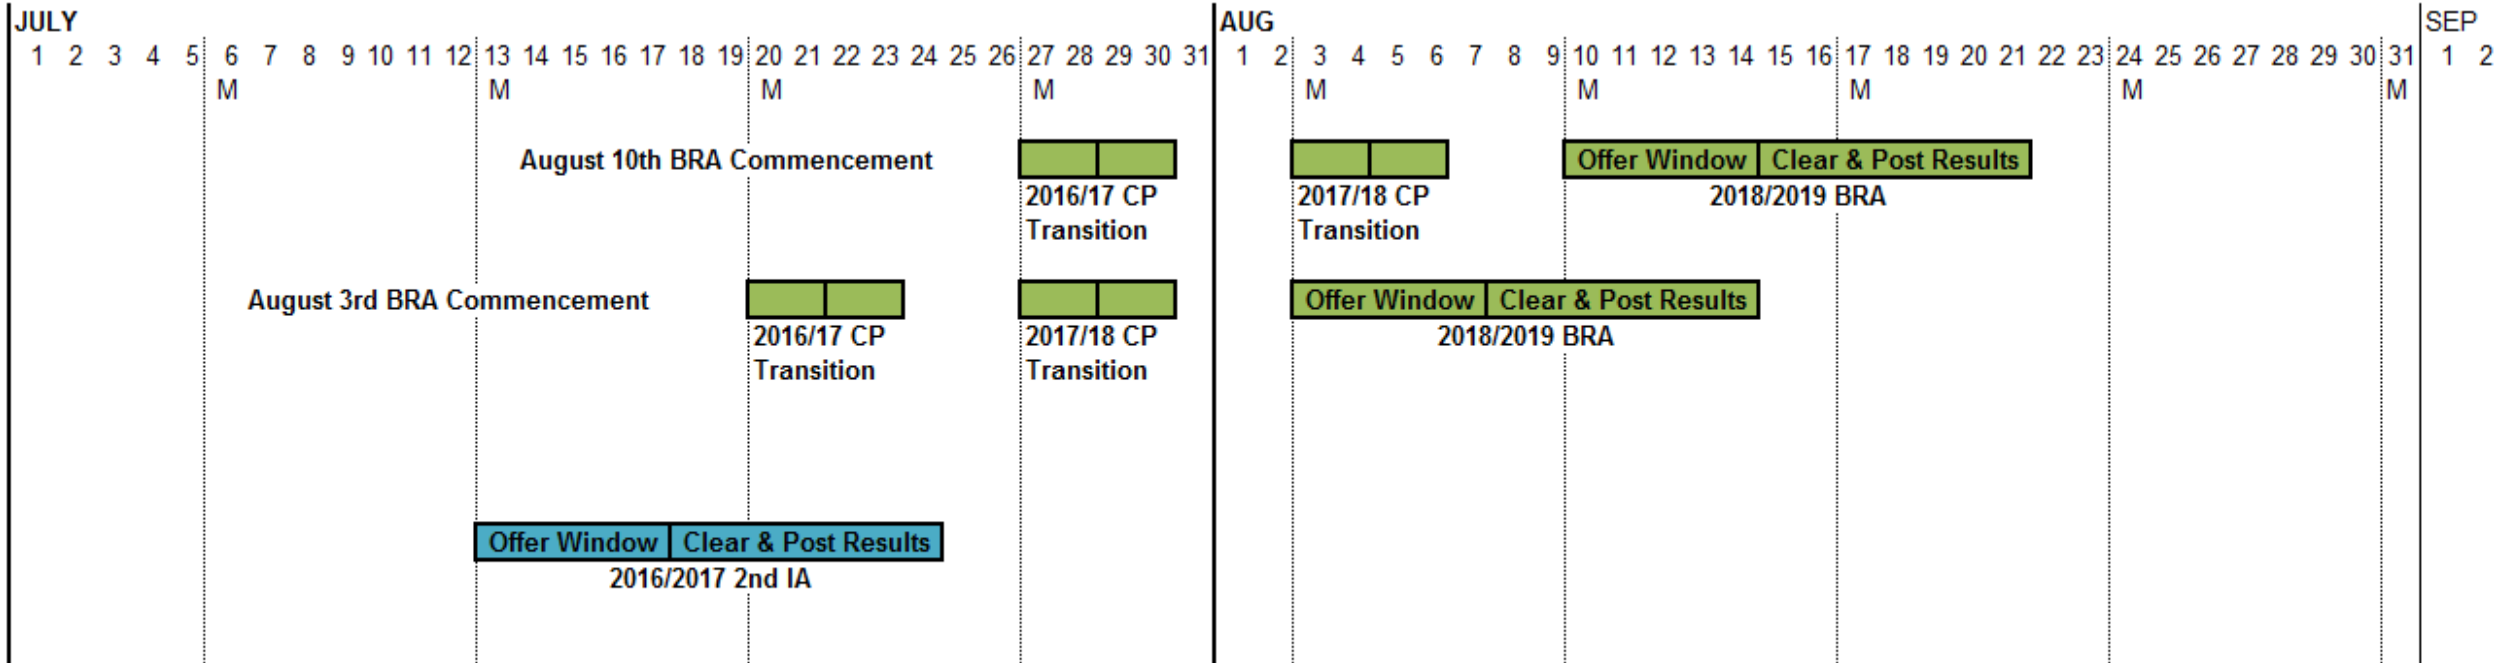 JULY AUG SEP
1 2 3 4 5 6 7 8 9 10 11 12 13 14 15 16 17 18 19 20 21 22 23 24 25 26 27 28 29 30 31 1 2 3 4 5 6 7 8 9 10 11 12 13 14 15 16 17 18 19 20 21 22 23 24 25 26 27 28 29 30 31 1 2
M M M M M M M M M
August 10th BRA Commencement Offer Window Clear & Post Results
2016/17 CP 2017/18 CP 2018/2019 BRA
Transition Transition
August 3rd BRA Commencement Offer Window Clear & Post Results
2016/17 CP 2017/18 CP 2018/2019 BRA
Transition Transition
Offer Window Clear & Post Results
2016/2017 2nd IA